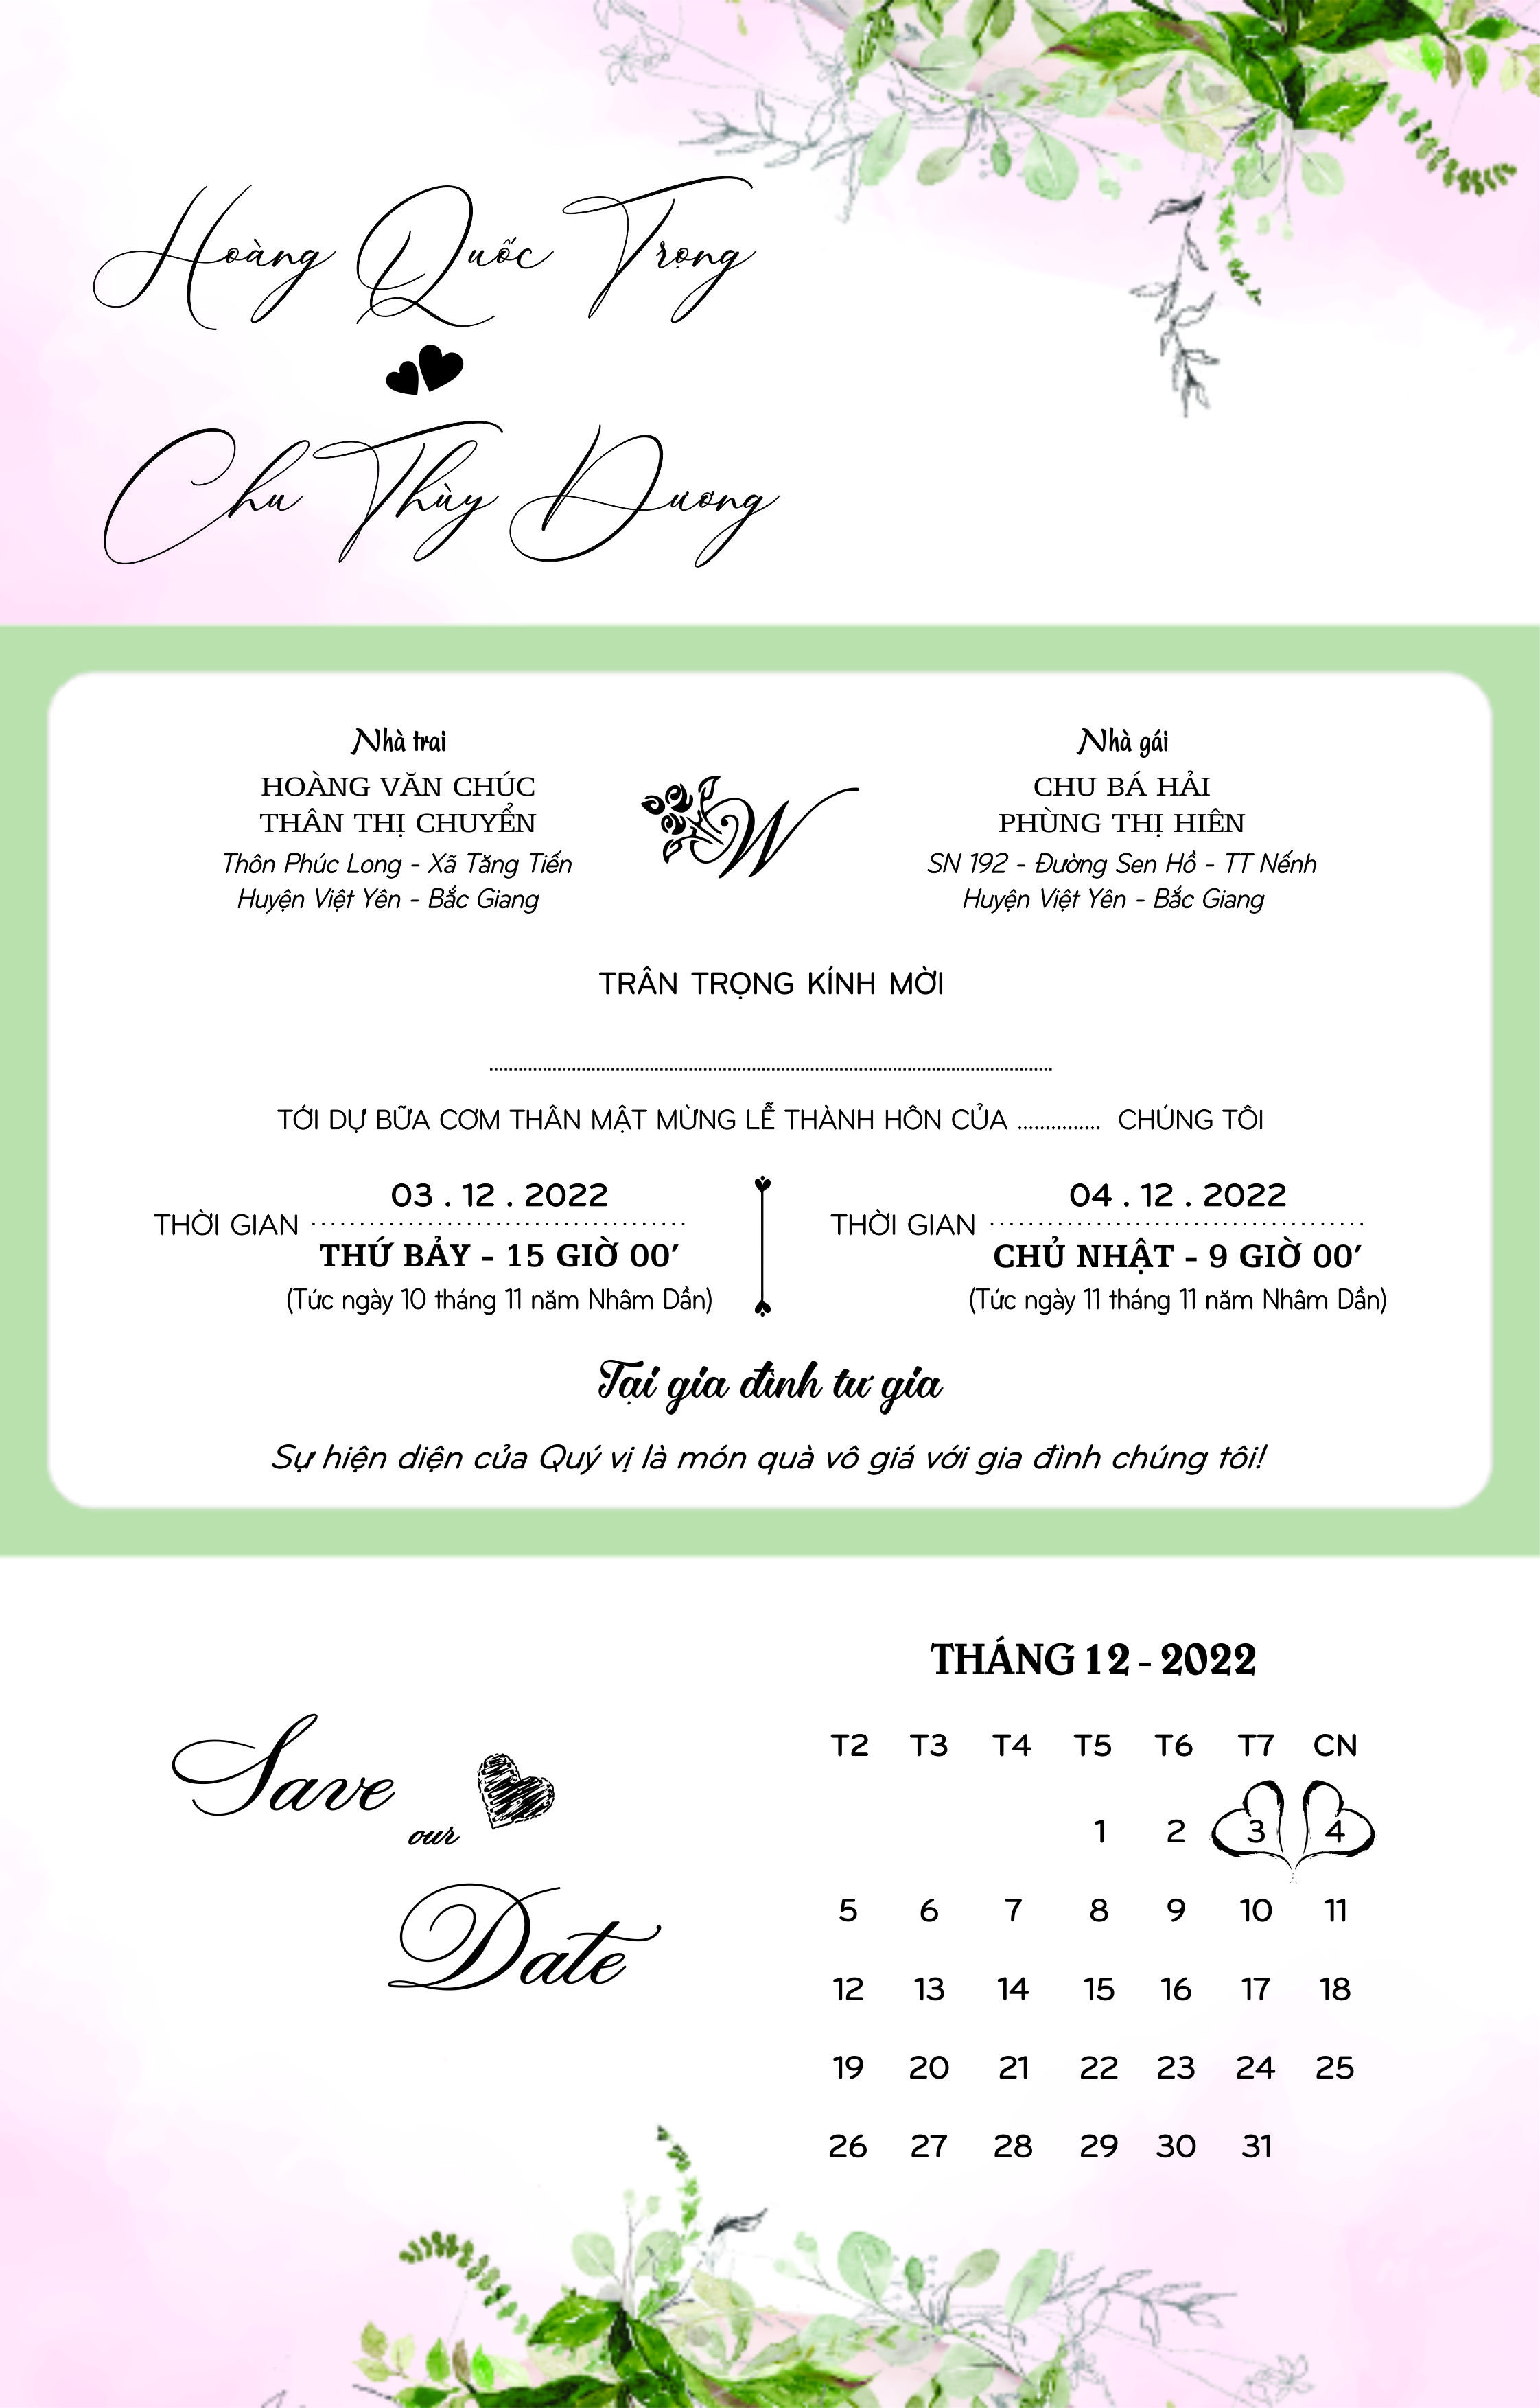 Hoàng Quốc Trọng
Chu Thùy Dương
Nhà trai
HOÀNG VĂN CHÚC
THÂN THỊ CHUYỂN
Thôn Phúc Long - Xã Tăng Tiến
Huyện Việt Yên - Bắc Giang
W
Nhà gái
CHU BÁ HẢI
PHÙNG THỊ HIÊN
SN 192 - Đường Sen Hồ - TT Nếnh
Huyện Việt Yên - Bắc Giang
TRÂN TRỌNG KÍNH MỜI
TỚI DỰ BỮA CƠM THÂN MẬT MỪNG LỄ THÀNH HÔN CỦA ............... CHÚNG TÔI
03 . 12 . 2022
THỜI GIAN
THỨ BẢY - 15 GIỜ 00’
(Tức ngày 10 tháng 11 năm Nhâm Dần)
04 . 12 . 2022
THỜI GIAN
CHỦ NHẬT - 9 GIỜ 00’
(Tức ngày 11 tháng 11 năm Nhâm Dần)
Tại gia đình tư gia
Sự hiện diện của Quý vị là món quà vô giá với gia đình chúng tôi!
Save
our
Date
THÁNG 12 - 2022
T2 T3 T4 T5 T6 T7 CN
1 2 3 4
5 6 7 8 9 10 11
12 13 14 15 16 17 18
19 20 21 22 23 24 25
26 27 28 29 30 31